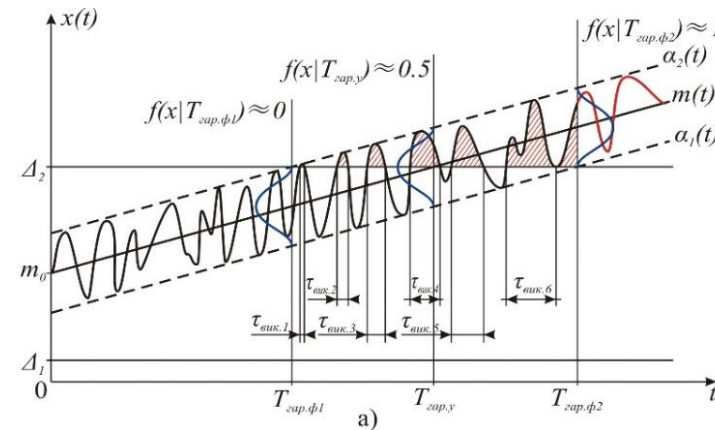 x(t)
f(x|T_гар.ф2)≈1
α₂(t)
f(x|T_гар.у)≈0.5
m(t)
f(x|T_гар.ф1)≈0
α₁(t)
Δ₂
m₀
τ_вик.2 τ_вик.4 τ_вик.6
τ_вик.1 τ_вик.3 τ_вик.5
Δ₁
0 T_гар.ф1 T_гар.у T_гар.ф2 t
а)